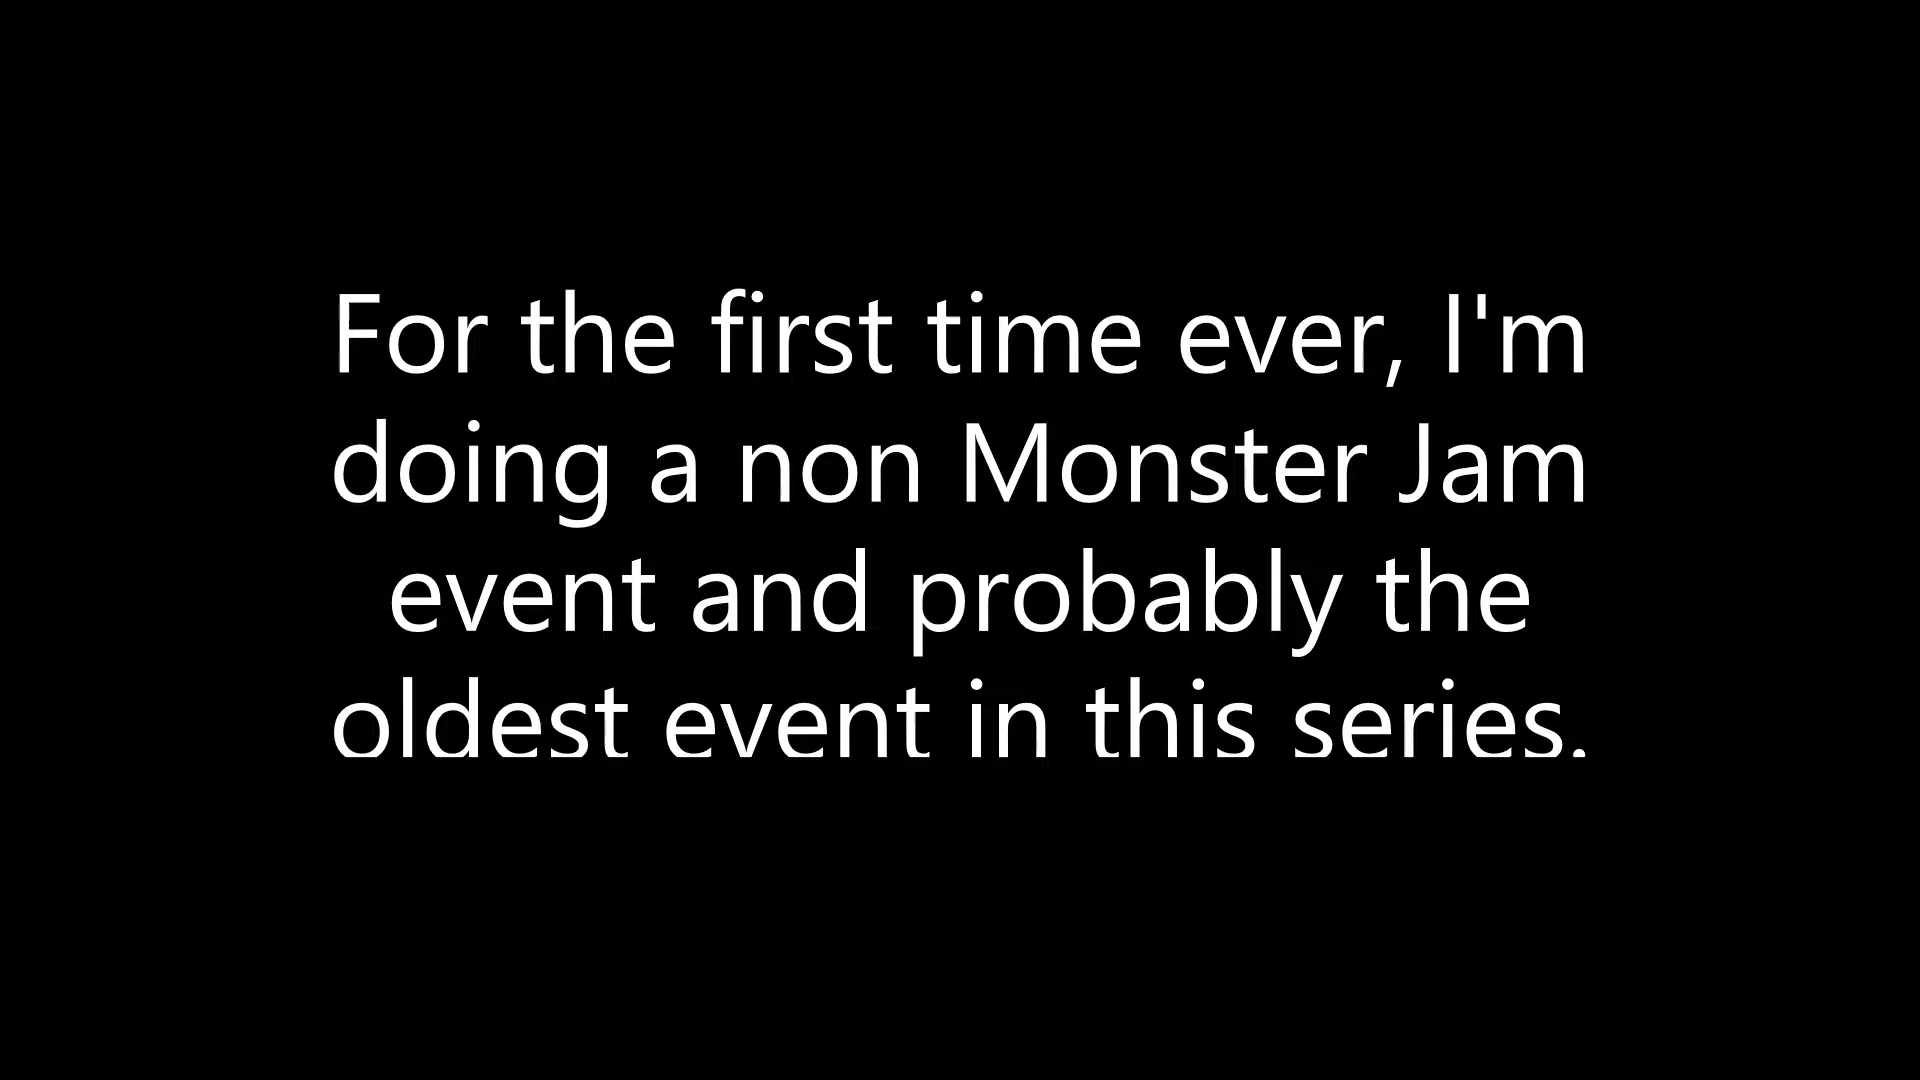 For the first time ever, I'm
doing a non Monster Jam
event and probably the
oldest event in this series.